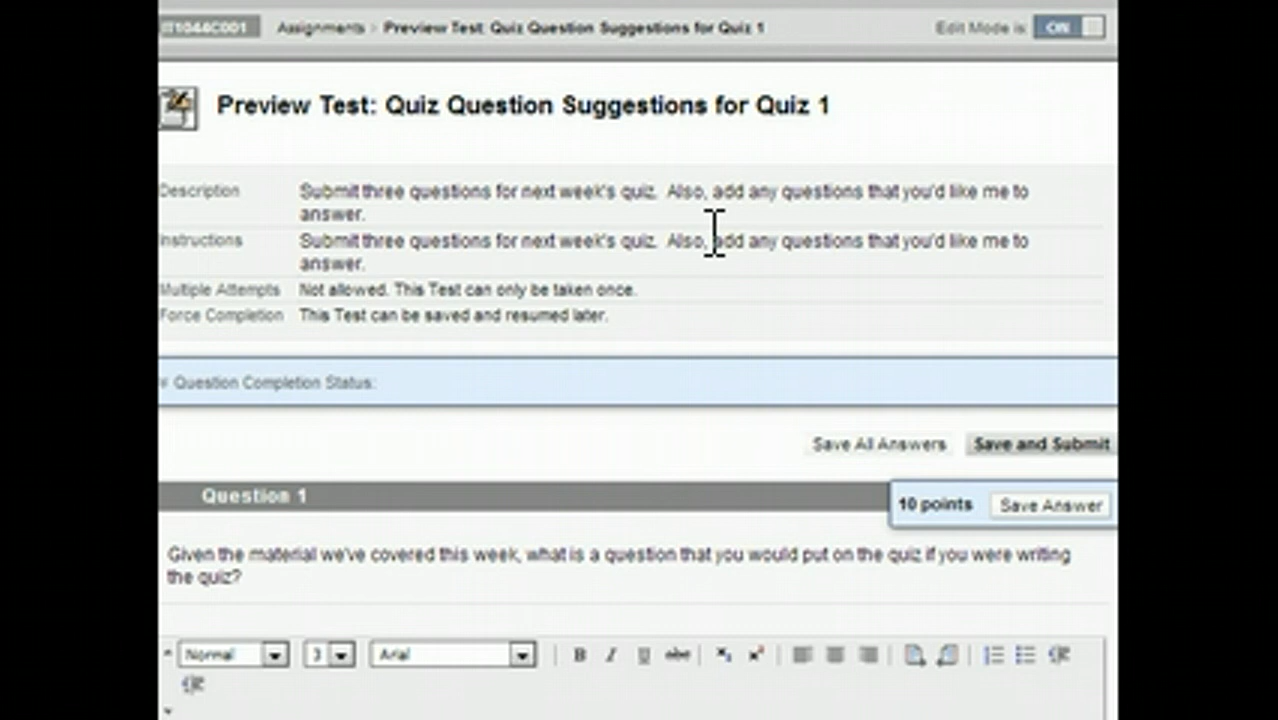 IT1044C001 Assignments > Preview Test: Quiz Question Suggestions for Quiz 1 Edit Mode is: ON
Preview Test: Quiz Question Suggestions for Quiz 1
Description Submit three questions for next week's quiz. Also, add any questions that you'd like me to
answer.
Instructions Submit three questions for next week's quiz. Also, add any questions that you'd like me to
answer.
Multiple Attempts Not allowed. This Test can only be taken once.
Force Completion This Test can be saved and resumed later.
Question Completion Status:
Save All Answers Save and Submit
Question 1
10 points Save Answer
Given the material we've covered this week, what is a question that you would put on the quiz if you were writing
the quiz?
Normal 3 Arial B I U abc